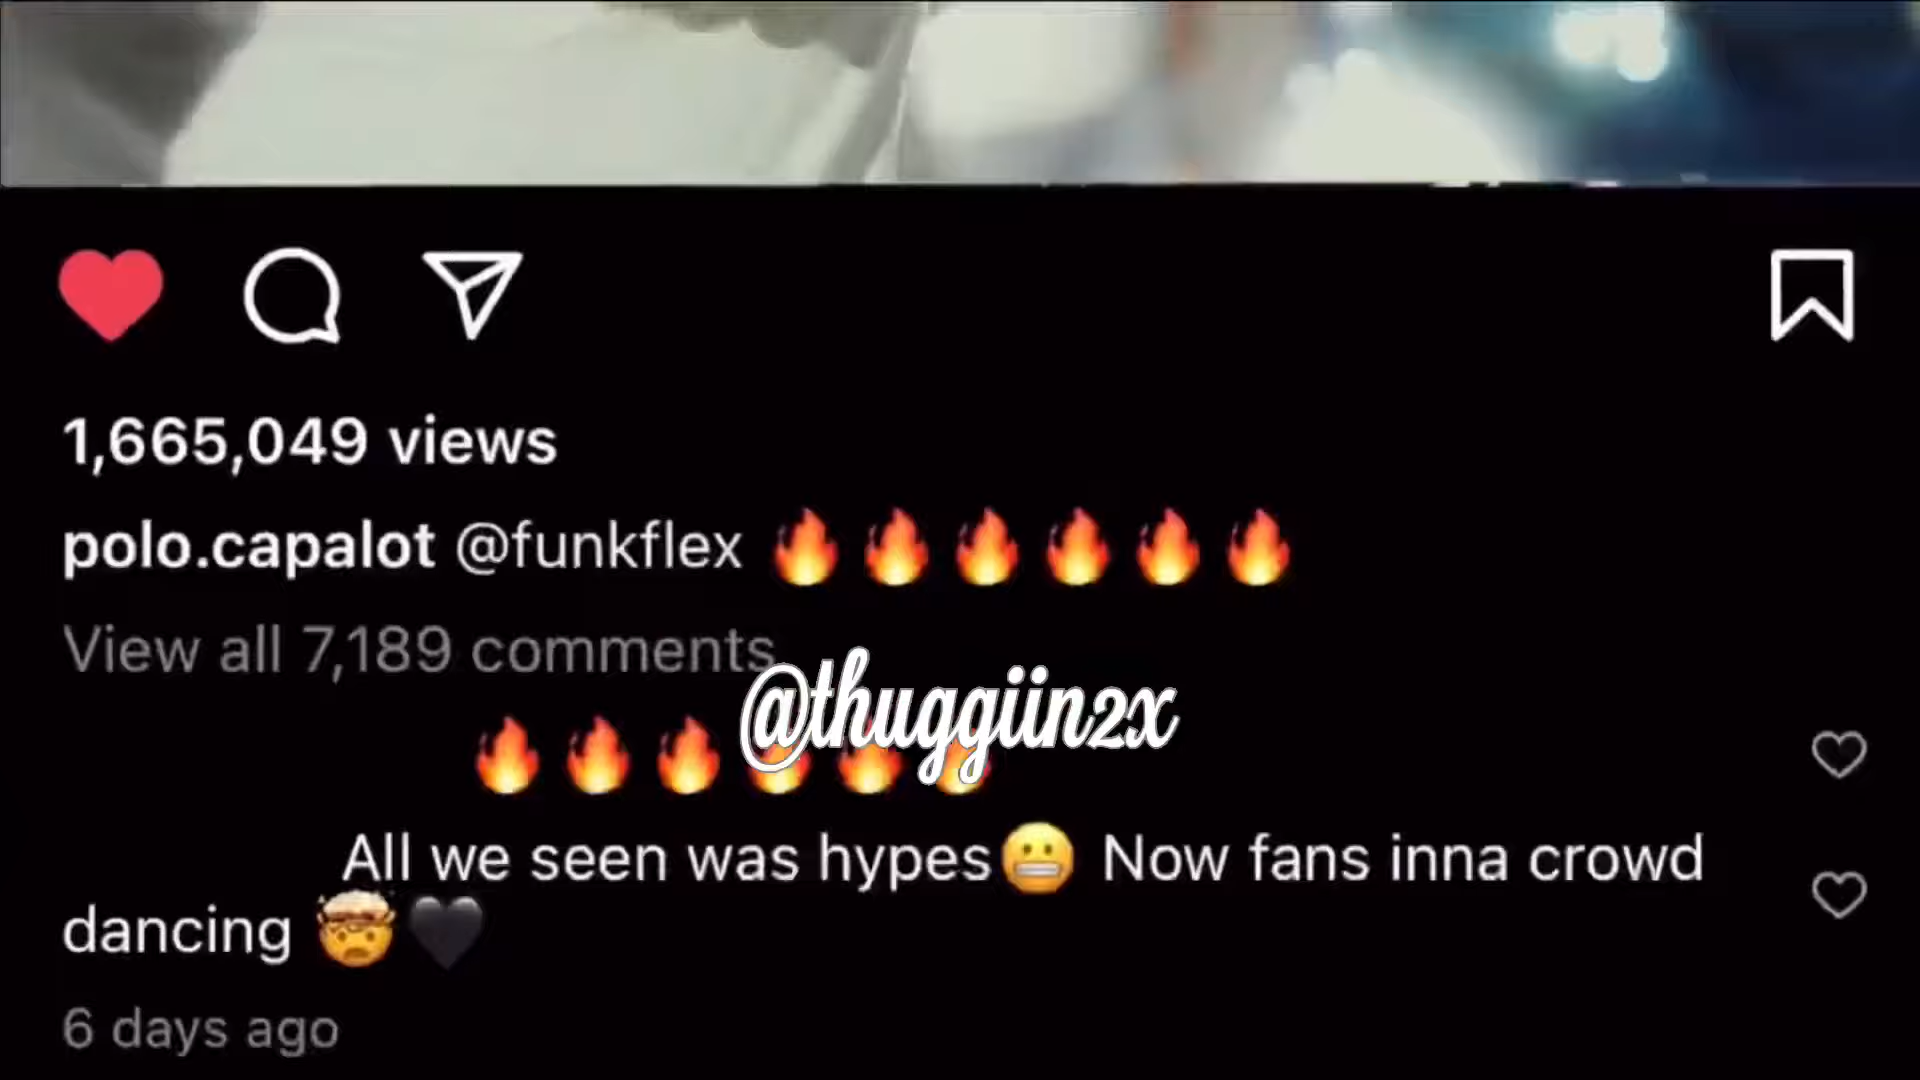 1,665,049 views
polo.capalot @funkflex 🔥🔥🔥🔥🔥🔥
View all 7,189 comments
@thuggiin2x
🔥🔥🔥🔥🔥🔥
All we seen was hypes😬 Now fans inna crowd
dancing 🤯🖤
6 days ago